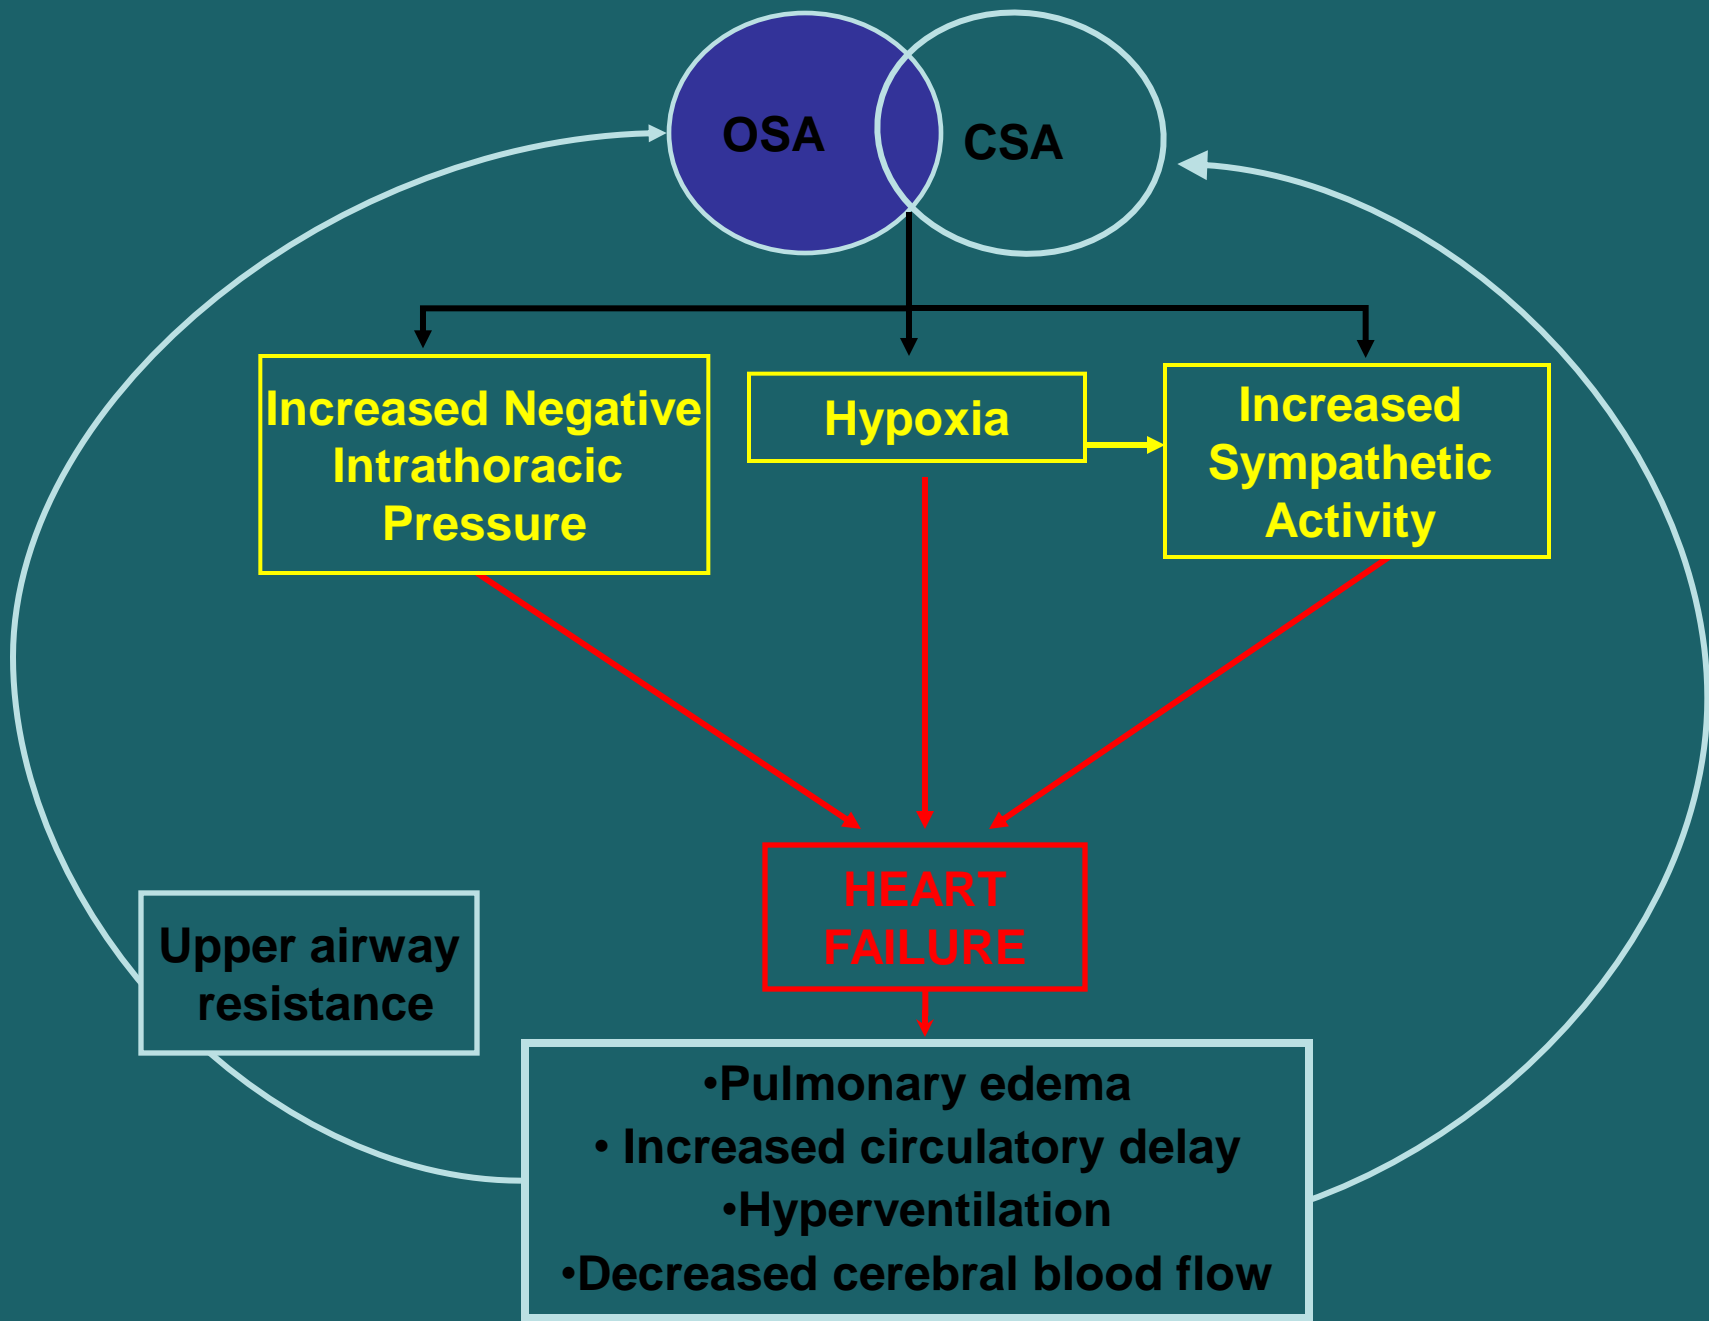 OSA
CSA
Increased Negative
Intrathoracic
Pressure
Hypoxia
Increased
Sympathetic
Activity
HEART
FAILURE
Upper airway
resistance
•Pulmonary edema
• Increased circulatory delay
•Hyperventilation
•Decreased cerebral blood flow